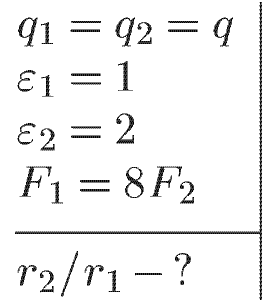 q₁ = q₂ = q
ε₁ = 1
ε₂ = 2
F₁ = 8F₂
r₂/r₁ − ?